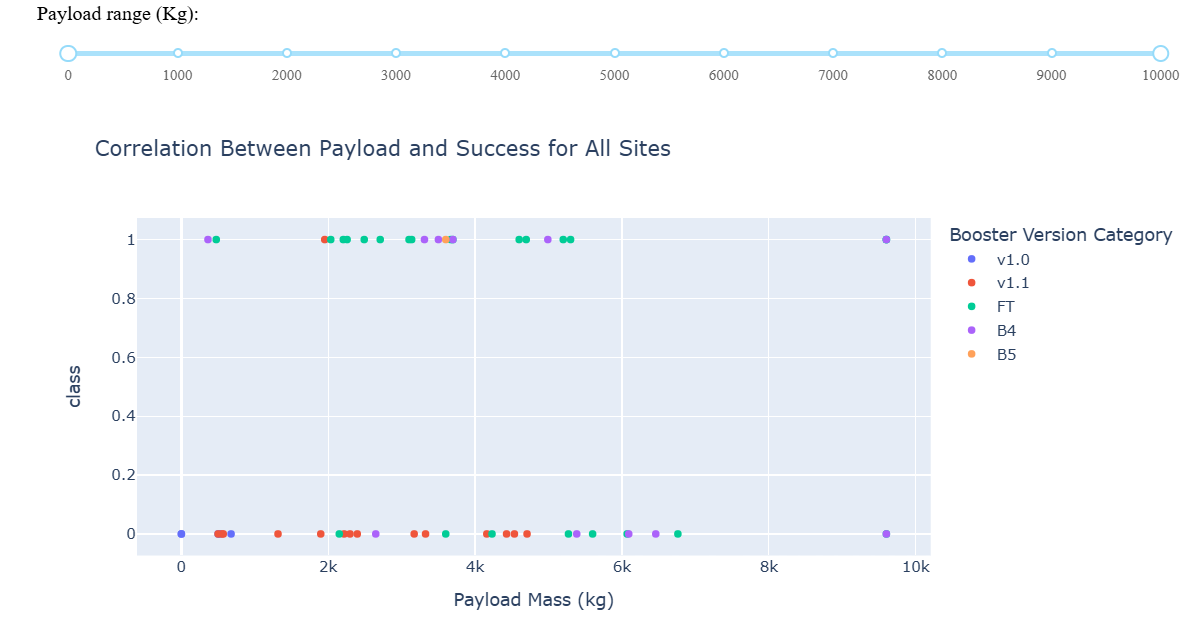 Payload range (Kg):
0 1000 2000 3000 4000 5000 6000 7000 8000 9000 10000
Correlation Between Payload and Success for All Sites
Booster Version Category
v1.0
v1.1
FT
B4
B5
1
0.8
0.6
0.4
0.2
0
class
0 2k 4k 6k 8k 10k
Payload Mass (kg)